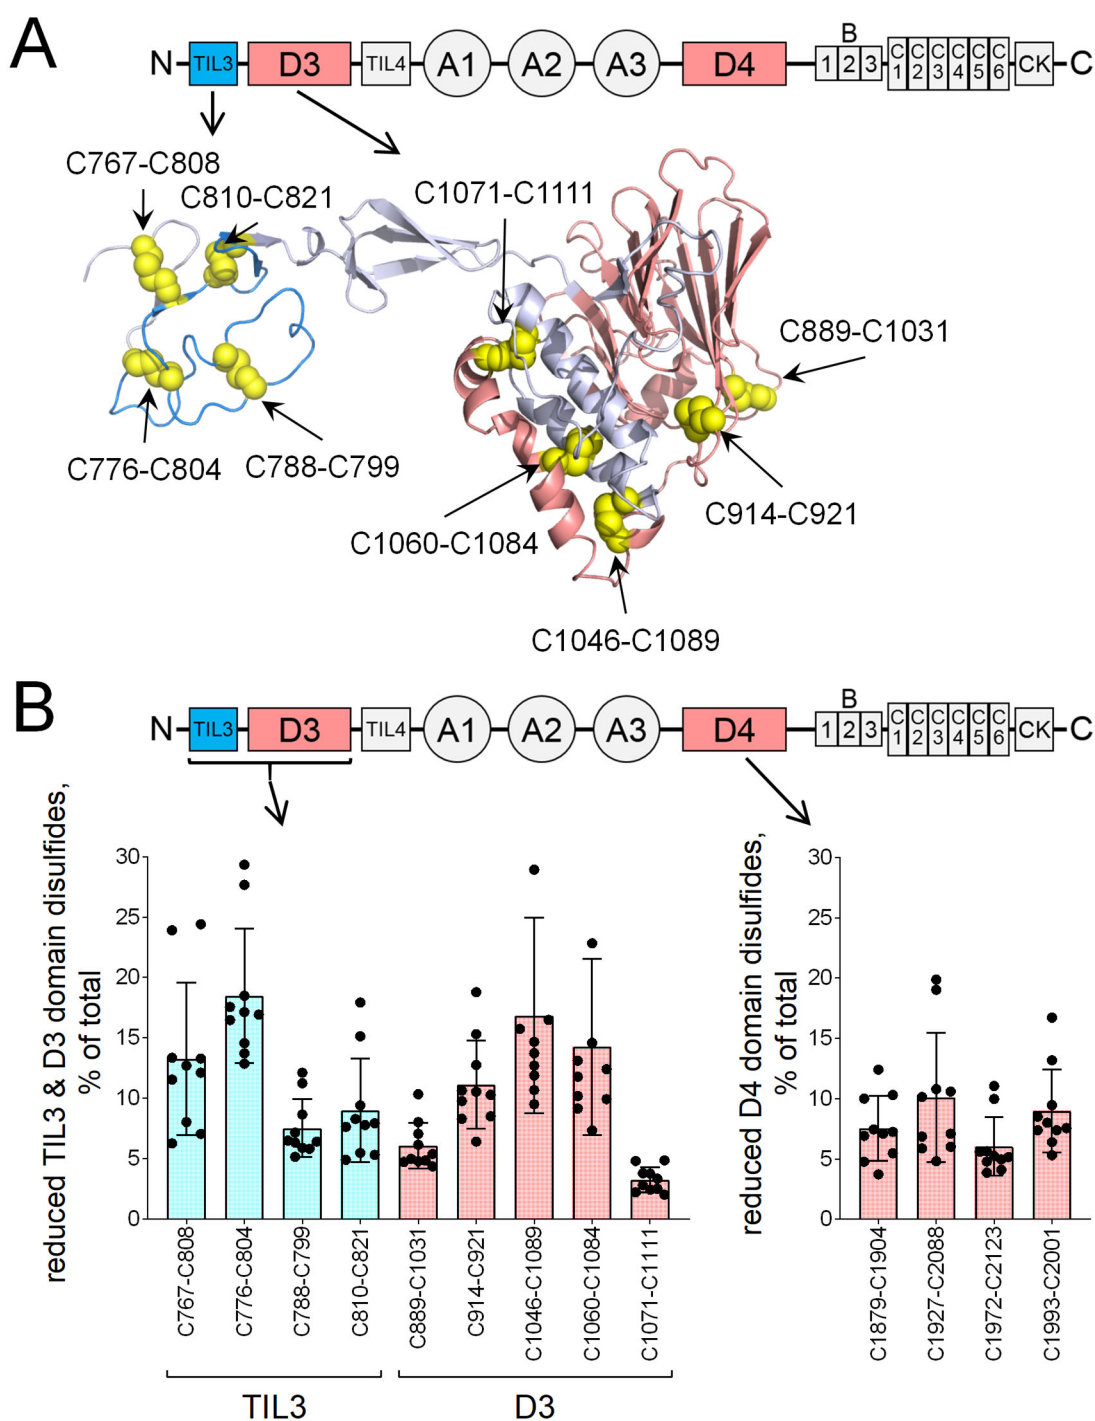 A
N TIL3 D3 TIL4 A1 A2 A3 D4 B 1 2 3 C1 C2 C3 C4 C5 C6 CK C
C767-C808
C810-C821
C1071-C1111
C889-C1031
C776-C804
C788-C799
C914-C921
C1060-C1084
C1046-C1089
B
N TIL3 D3 TIL4 A1 A2 A3 D4 B 1 2 3 C1 C2 C3 C4 C5 C6 CK C
reduced TIL3 & D3 domain disulfides,
% of total
30
25
20
15
10
5
0
C767-C808
C776-C804
C788-C799
C810-C821
C889-C1031
C914-C921
C1046-C1089
C1060-C1084
C1071-C1111
TIL3
D3
reduced D4 domain disulfides,
% of total
30
25
20
15
10
5
0
C1879-C1904
C1927-C2088
C1972-C2123
C1993-C2001